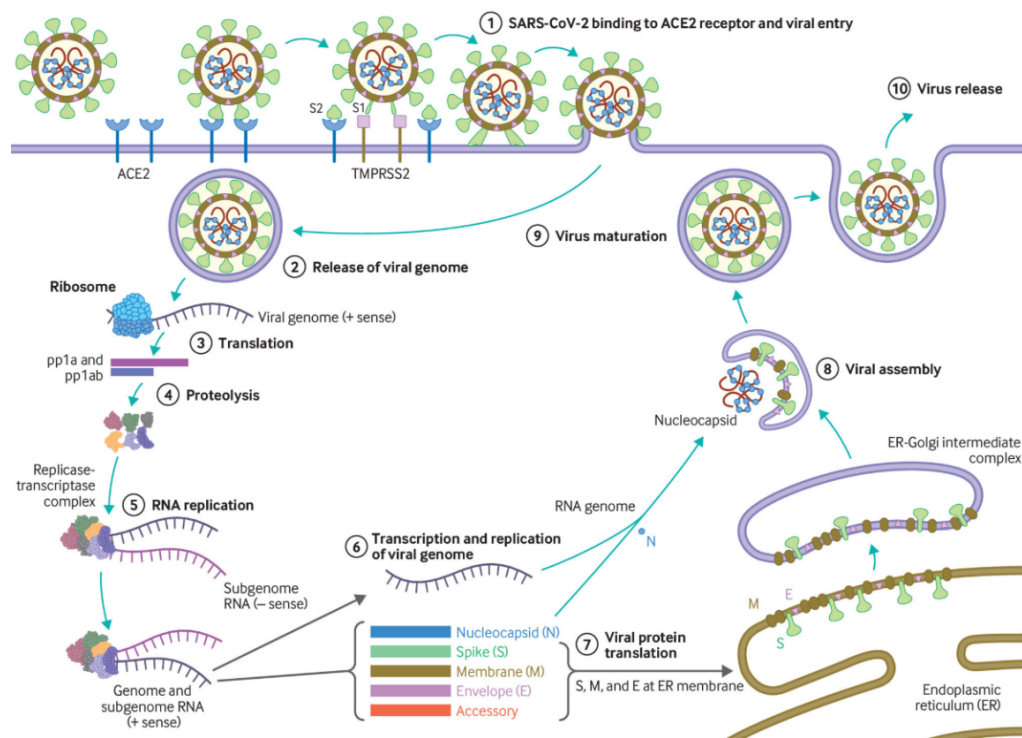 1 SARS-CoV-2 binding to ACE2 receptor and viral entry
10 Virus release
S2
S1
ACE2
TMPRSS2
9 Virus maturation
2 Release of viral genome
Ribosome
Viral genome (+ sense)
3 Translation
pp1a and
pp1ab
4 Proteolysis
8 Viral assembly
Nucleocapsid
ER-Golgi intermediate
complex
Replicase-
transcriptase
complex
5 RNA replication
RNA genome
6 Transcription and replication
of viral genome
N
Subgenome
RNA (– sense)
M
E
S
Nucleocapsid (N)
Spike (S)
Membrane (M)
Envelope (E)
Accessory
7 Viral protein
translation
S, M, and E at ER membrane
Genome and
subgenome RNA
(+ sense)
Endoplasmic
reticulum (ER)